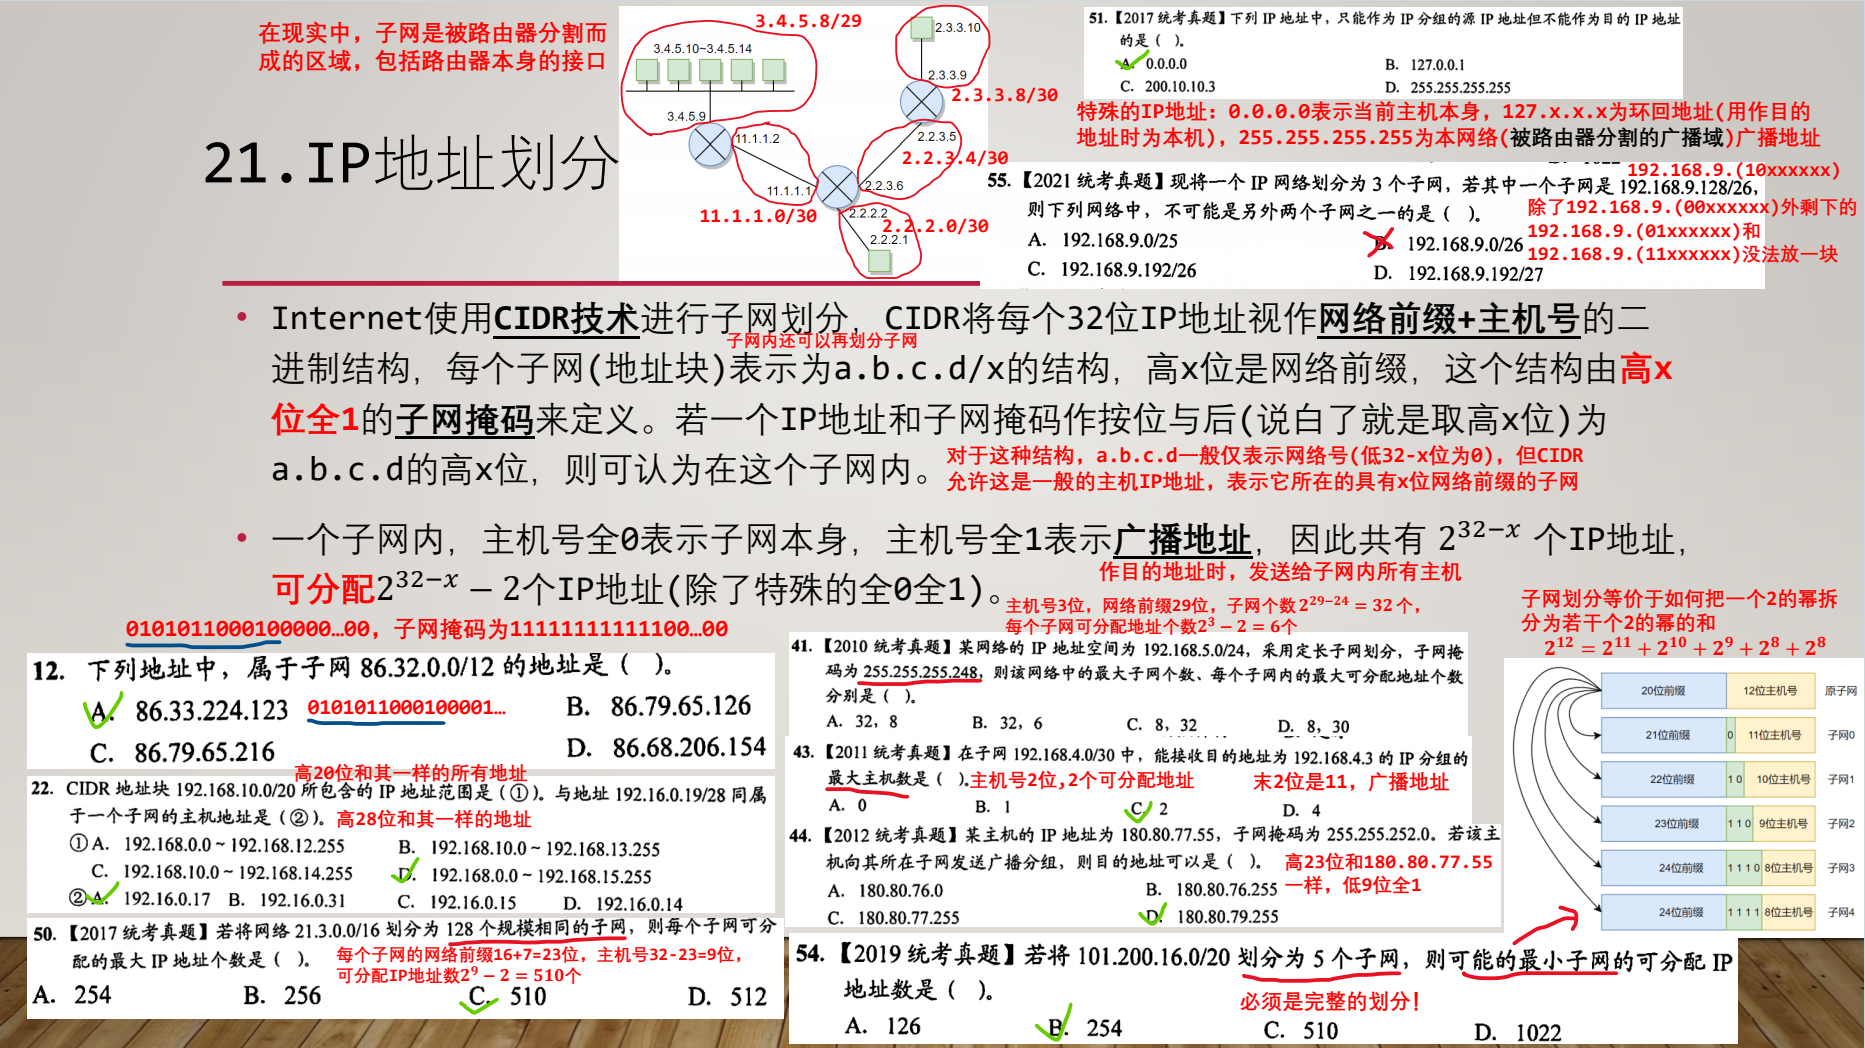 在现实中，子网是被路由器分割而
成的区域，包括路由器本身的接口
21.IP地址划分
3.4.5.8/29
3.4.5.10~3.4.5.14
3.4.5.9
11.1.1.2
11.1.1.1
11.1.1.0/30
2.3.3.10
2.3.3.9
2.3.3.8/30
2.2.3.5
2.2.3.4/30
2.2.3.6
2.2.2.2
2.2.2.0/30
2.2.2.1
51.【2017 统考真题】下列 IP 地址中，只能作为 IP 分组的源 IP 地址但不能作为目的 IP 地址
的是（ ）。
A. 0.0.0.0 B. 127.0.0.1
C. 200.10.10.3 D. 255.255.255.255
特殊的IP地址：0.0.0.0表示当前主机本身，127.x.x.x为环回地址(用作目的
地址时为本机)，255.255.255.255为本网络(被路由器分割的广播域)广播地址
192.168.9.(10xxxxxx)
55.【2021 统考真题】现将一个 IP 网络划分为 3 个子网，若其中一个子网是 192.168.9.128/26，
则下列网络中，不可能是另外两个子网之一的是（ ）。
A. 192.168.9.0/25 B. 192.168.9.0/26
C. 192.168.9.192/26 D. 192.168.9.192/27
除了192.168.9.(00xxxxxx)外剩下的
192.168.9.(01xxxxxx)和
192.168.9.(11xxxxxx)没法放一块
• Internet使用CIDR技术进行子网划分，CIDR将每个32位IP地址视作网络前缀+主机号的二
子网内还可以再划分子网
进制结构，每个子网(地址块)表示为a.b.c.d/x的结构，高x位是网络前缀，这个结构由高x
位全1的子网掩码来定义。若一个IP地址和子网掩码作按位与后(说白了就是取高x位)为
a.b.c.d的高x位，则可认为在这个子网内。
对于这种结构，a.b.c.d一般仅表示网络号(低32-x位为0)，但CIDR
允许这是一般的主机IP地址，表示它所在的具有x位网络前缀的子网
• 一个子网内，主机号全0表示子网本身，主机号全1表示广播地址，因此共有 2^{32−x} 个IP地址，
可分配2^{32−x} − 2个IP地址(除了特殊的全0全1)。
作目的地址时，发送给子网内所有主机
0101011000100000…00，子网掩码为11111111111100…00
12. 下列地址中，属于子网 86.32.0.0/12 的地址是（ ）。
A. 86.33.224.123 B. 86.79.65.126
0101011000100001…
C. 86.79.65.216 D. 86.68.206.154
高20位和其一样的所有地址
22. CIDR 地址块 192.168.10.0/20 所包含的 IP 地址范围是（①）。与地址 192.16.0.19/28 同属
于一个子网的主机地址是（②）。
高28位和其一样的地址
①A. 192.168.0.0 ~ 192.168.12.255 B. 192.168.10.0 ~ 192.168.13.255
C. 192.168.10.0 ~ 192.168.14.255 D. 192.168.0.0 ~ 192.168.15.255
②A. 192.16.0.17 B. 192.16.0.31 C. 192.16.0.15 D. 192.16.0.14
50.【2017 统考真题】若将网络 21.3.0.0/16 划分为 128 个规模相同的子网，则每个子网可分
配的最大 IP 地址个数是（ ）。
每个子网的网络前缀16+7=23位，主机号32-23=9位，
可分配IP地址数2^9 − 2 = 510个
A. 254 B. 256 C. 510 D. 512
主机号3位，网络前缀29位，子网个数2^{29−24} = 32个，
每个子网可分配地址个数2^3 − 2 = 6个
41.【2010 统考真题】某网络的 IP 地址空间为 192.168.5.0/24，采用定长子网划分，子网掩
码为 255.255.255.248，则该网络中的最大子网个数、每个子网内的最大可分配地址个数
分别是（ ）。
A. 32，8 B. 32，6 C. 8，32 D. 8，30
43.【2011 统考真题】在子网 192.168.4.0/30 中，能接收目的地址为 192.168.4.3 的 IP 分组的
最大主机数是（ ）。
主机号2位,2个可分配地址
末2位是11，广播地址
A. 0 B. 1 C. 2 D. 4
44.【2012 统考真题】某主机的 IP 地址为 180.80.77.55，子网掩码为 255.255.252.0。若该主
机向其所在子网发送广播分组，则目的地址可以是（ ）。
高23位和180.80.77.55
一样，低9位全1
A. 180.80.76.0 B. 180.80.76.255
C. 180.80.77.255 D. 180.80.79.255
54.【2019 统考真题】若将 101.200.16.0/20 划分为 5 个子网，则可能的最小子网的可分配 IP
地址数是（ ）。
必须是完整的划分！
A. 126 B. 254 C. 510 D. 1022
子网划分等价于如何把一个2的幂拆
分为若干个2的幂的和
2^{12} = 2^{11} + 2^{10} + 2^9 + 2^8 + 2^8
20位前缀 12位主机号 原子网
21位前缀 0 11位主机号 子网0
22位前缀 1 0 10位主机号 子网1
23位前缀 1 1 0 9位主机号 子网2
24位前缀 1 1 1 0 8位主机号 子网3
24位前缀 1 1 1 1 8位主机号 子网4